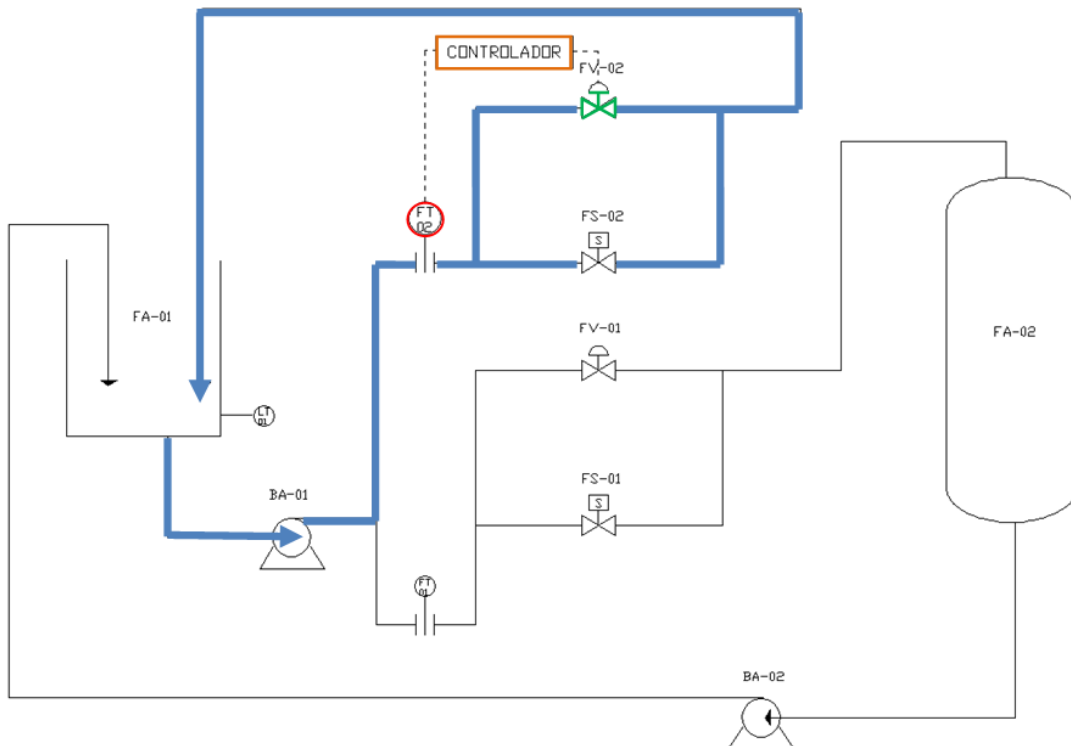 CONTROLADOR
FV-02
FT
02
FS-02
FA-01
FV-01
FA-02
LT
01
FS-01
BA-01
FT
01
BA-02
S
S